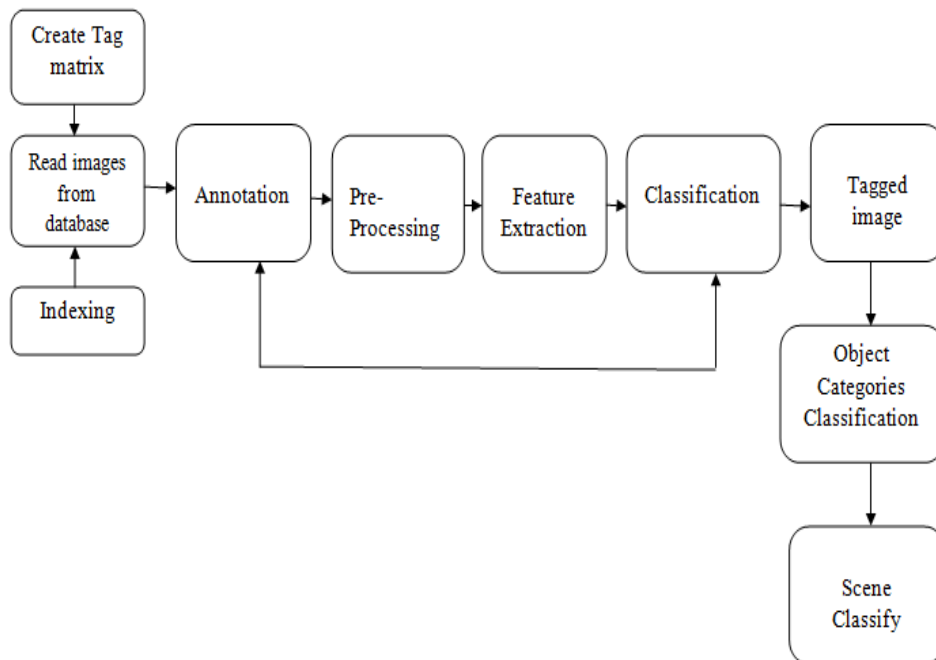 Create Tag
matrix
Read images
from
database
Indexing
Annotation
Pre-
Processing
Feature
Extraction
Classification
Tagged
image
Object
Categories
Classification
Scene
Classify